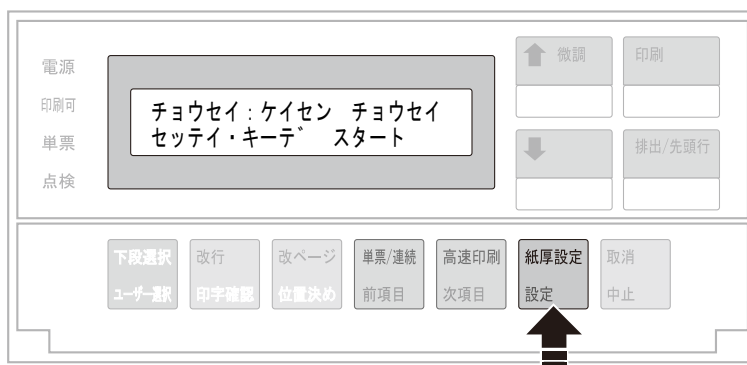 電源
印刷可
単票
点検
チョウセイ：ケイセン　チョウセイ
セッテイ・キーデ゛　スタート
微調
印刷
排出/先頭行
下段選択
ユーザー選択
改行
印字確認
改ページ
位置決め
単票/連続
前項目
高速印刷
次項目
紙厚設定
設定
取消
中止